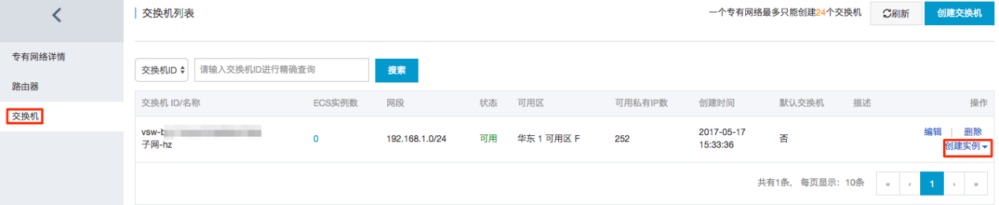 交换机列表
一个专有网络最多只能创建24个交换机
刷新
创建交换机
专有网络详情
路由器
交换机
交换机ID
请输入交换机ID进行精确查询
搜索
交换机 ID/名称 ECS实例数 网段 状态 可用区 可用私有IP数 创建时间 默认交换机 描述 操作
vsw-b
子网-hz
0
192.168.1.0/24
可用
华东 1 可用区 F
252
2017-05-17
15:33:36
否
编辑 | 删除
创建实例
共有1条， 每页显示：10条 « ‹ 1 › »